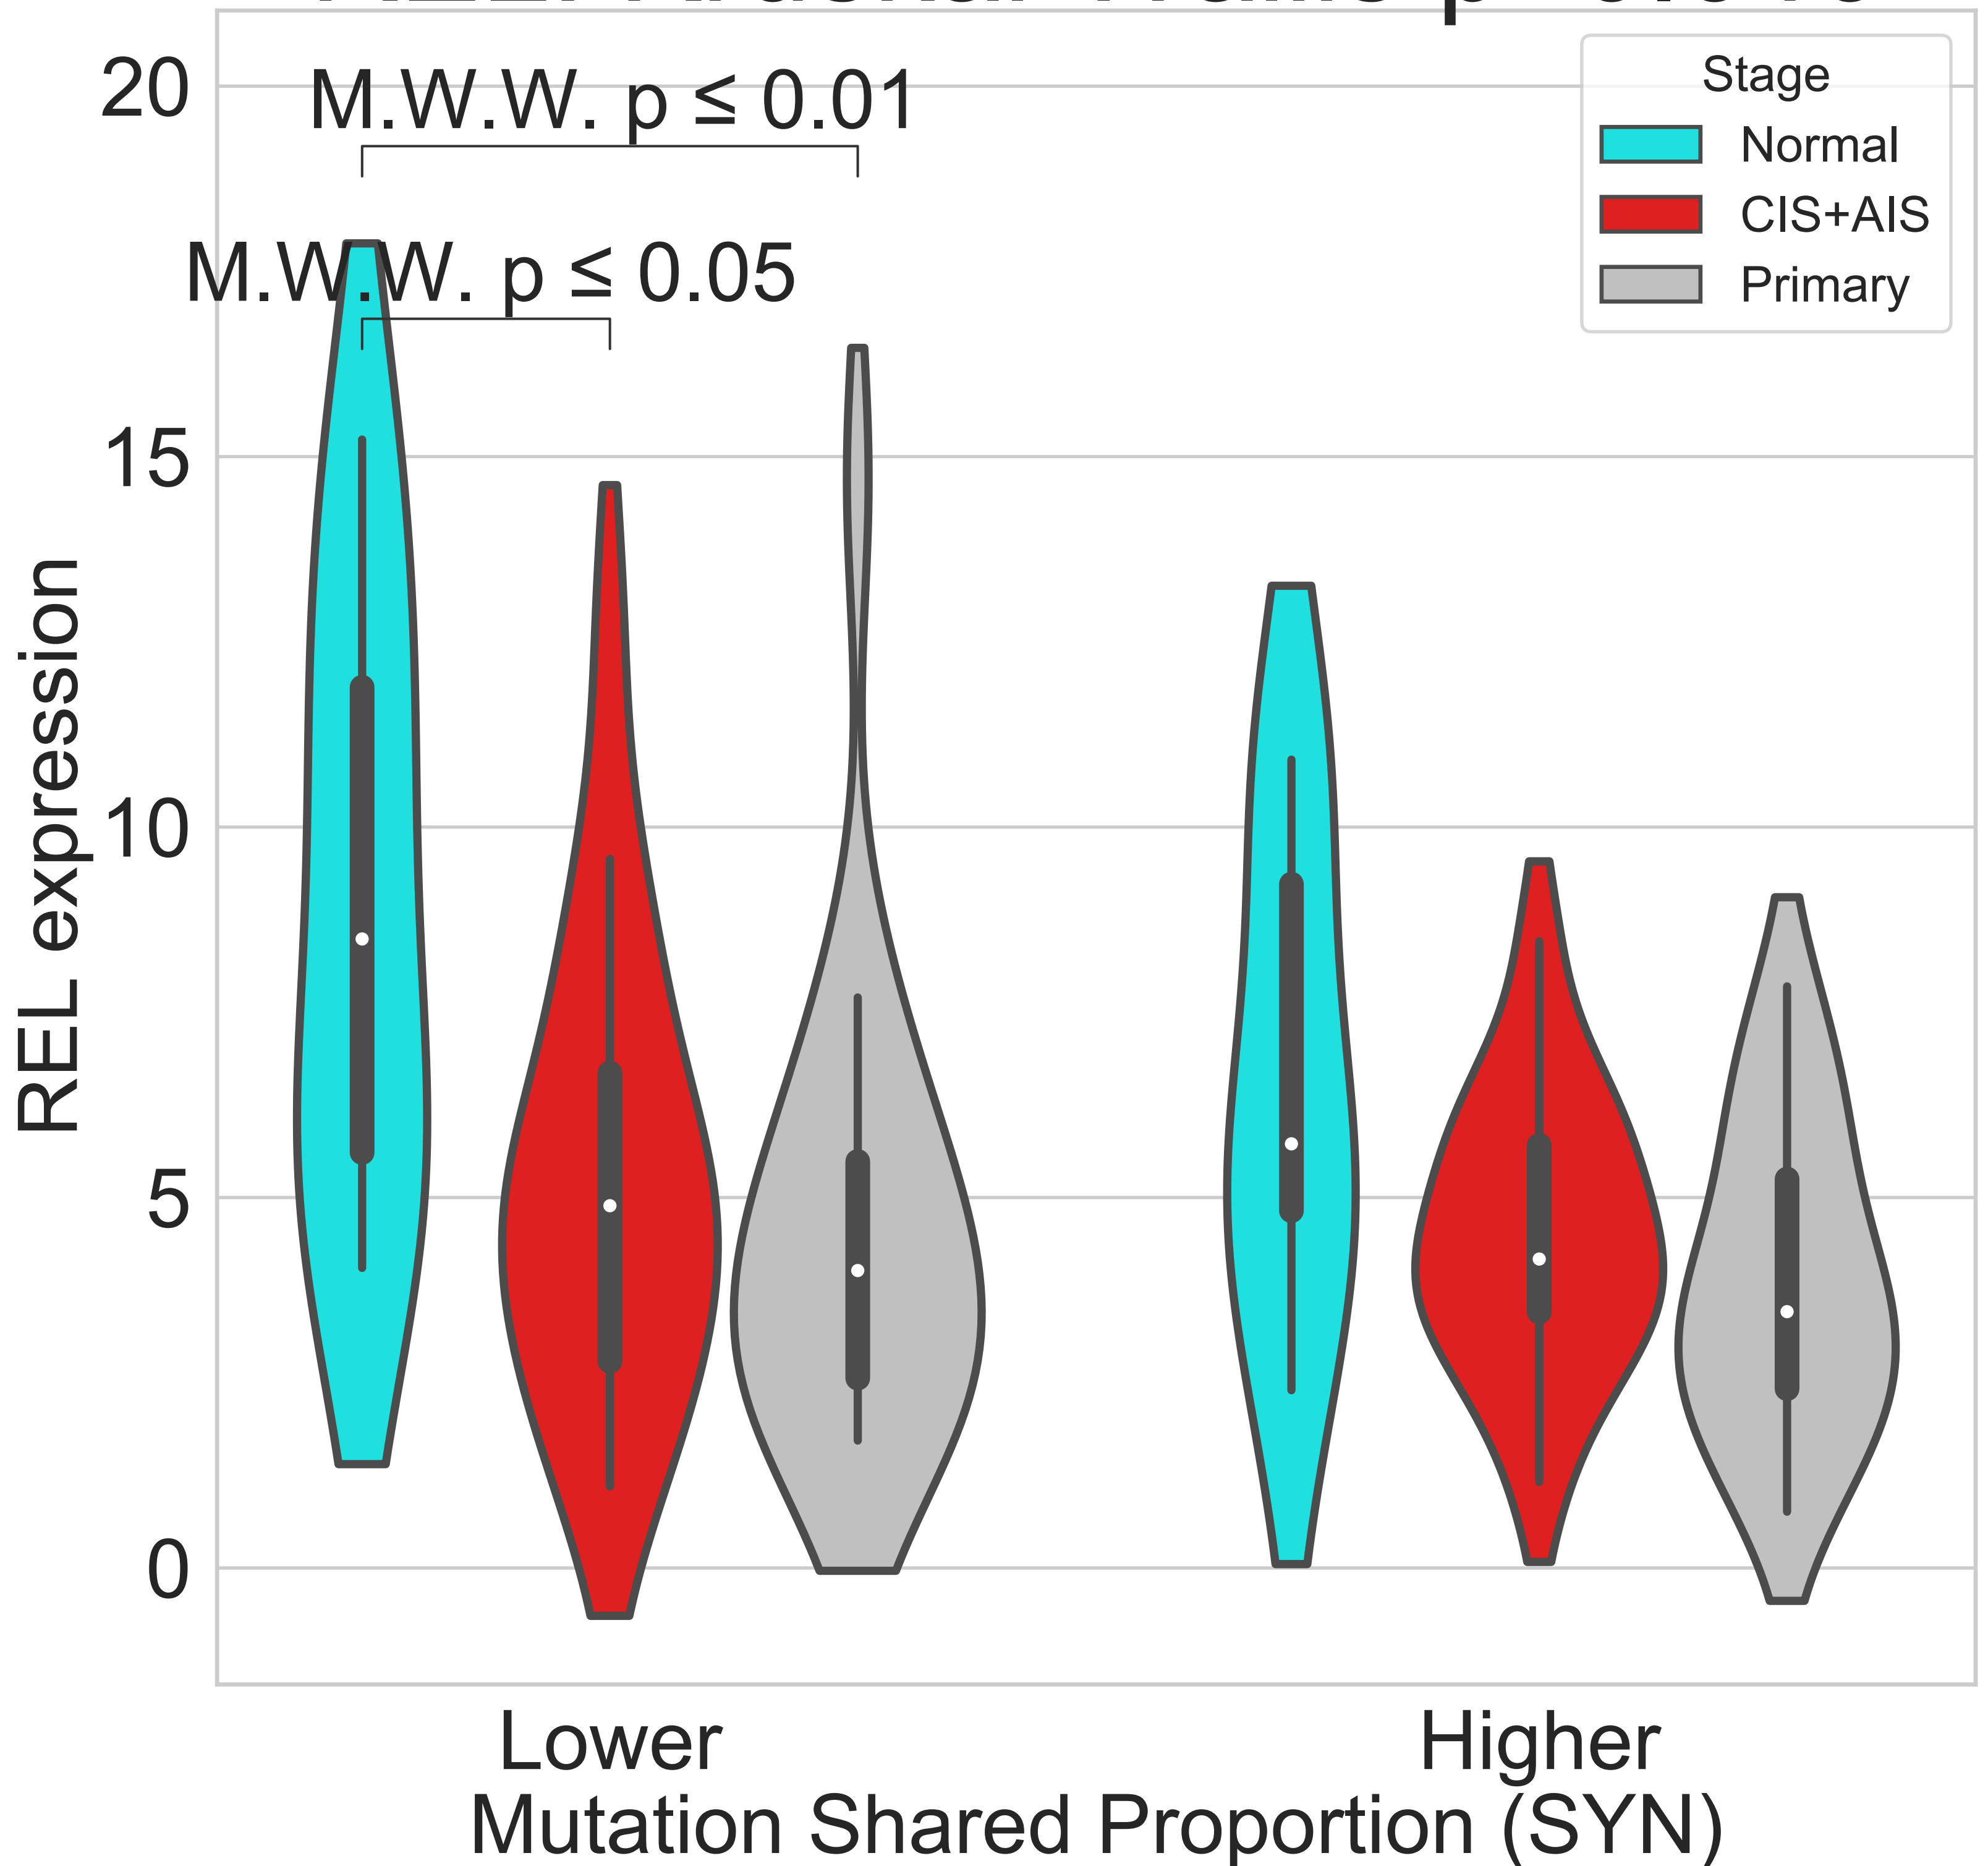 20
M.W.W. p ≤ 0.01
Stage
Normal
CIS+AIS
Primary
M.W.W. p ≤ 0.05
15
10
5
0
REL expression
Lower
Higher
Mutation Shared Proportion (SYN)